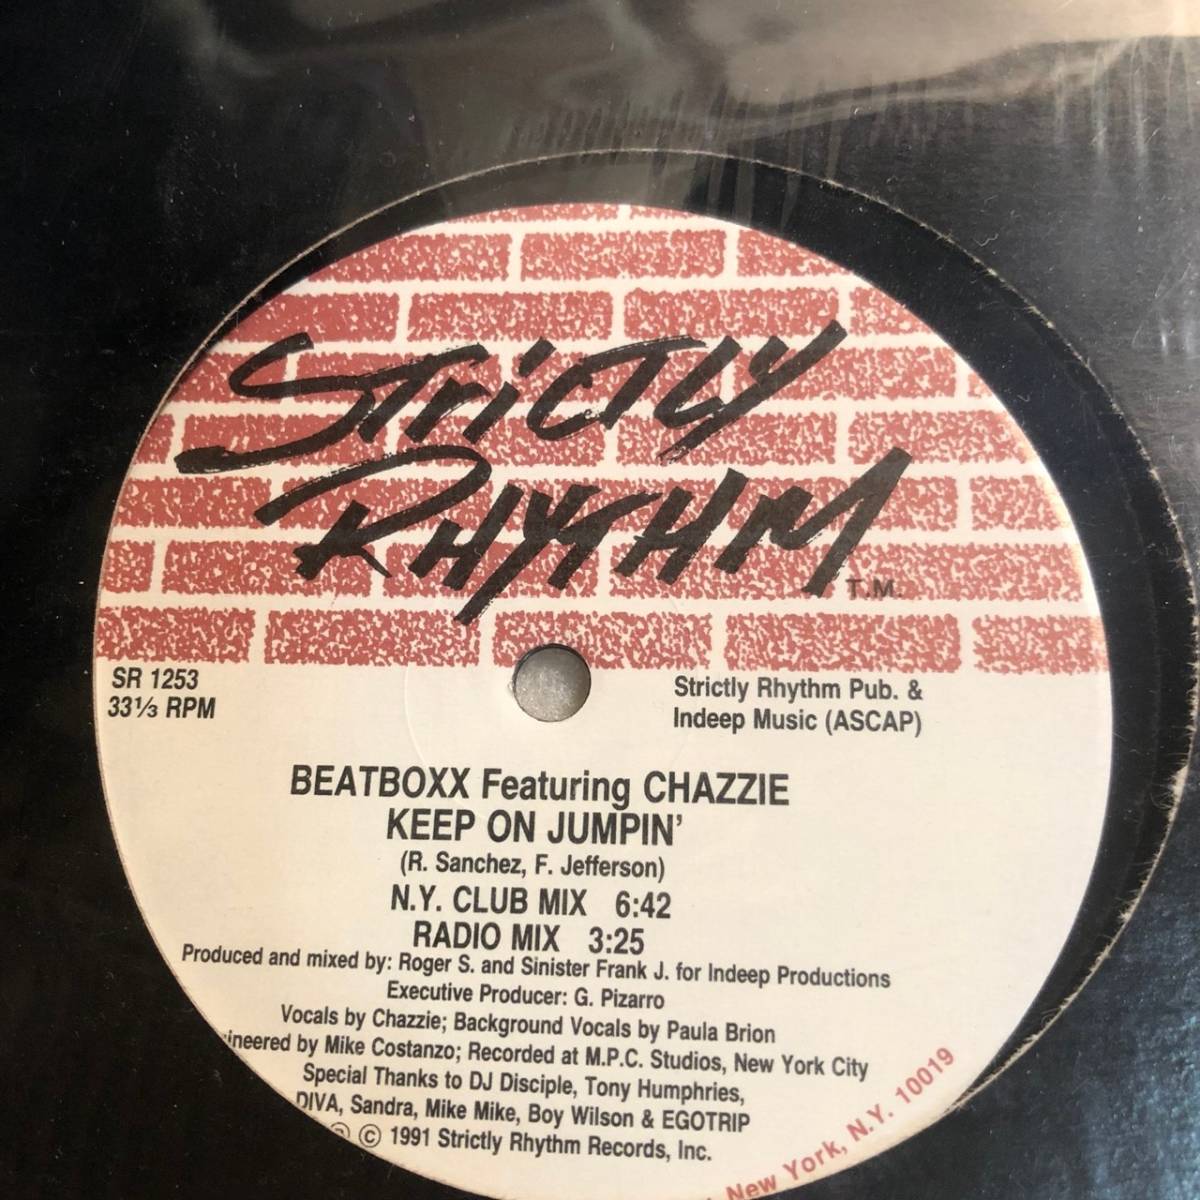 STRICTLY
RHYTHM
T.M.
SR 1253
33⅓ RPM
Strictly Rhythm Pub. &
Indeep Music (ASCAP)
BEATBOXX Featuring CHAZZIE
KEEP ON JUMPIN'
(R. Sanchez, F. Jefferson)
N.Y. CLUB MIX 6:42
RADIO MIX 3:25
Produced and mixed by: Roger S. and Sinister Frank J. for Indeep Productions
Executive Producer: G. Pizarro
Vocals by Chazzie; Background Vocals by Paula Brion
ineered by Mike Costanzo; Recorded at M.P.C. Studios, New York City
Special Thanks to DJ Disciple, Tony Humphries,
DIVA, Sandra, Mike Mike, Boy Wilson & EGOTRIP
© 1991 Strictly Rhythm Records, Inc.
, New York, N.Y. 10019